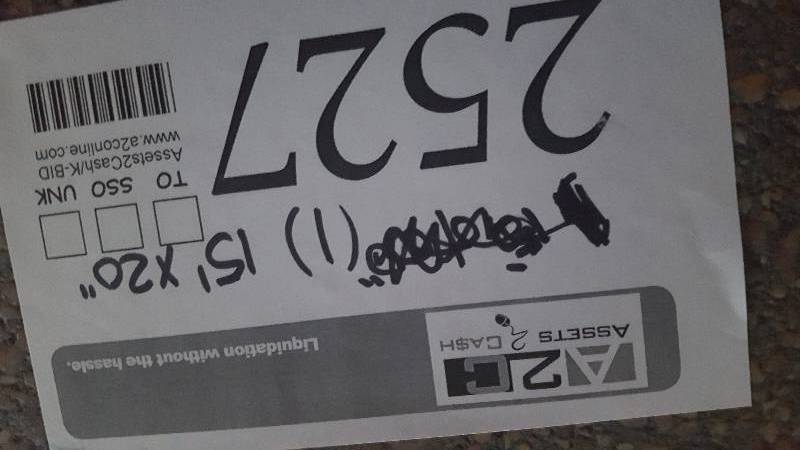 A2C
ASSETS 2 CA$H
Liquidation without the hassle.
(1) 15' X 20"
TO SSO UNK
Assets2Cash/K-BID
www.a2conline.com
2527